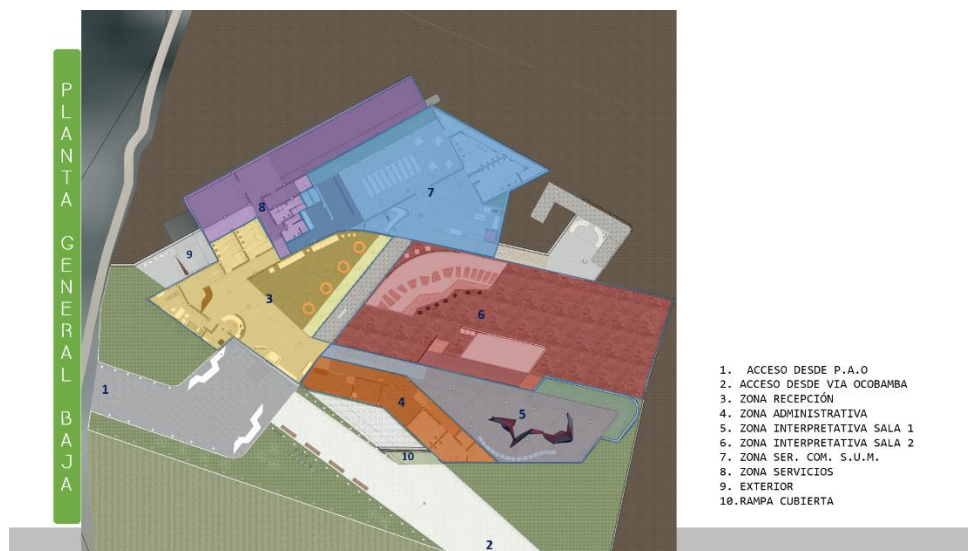 PLANTA GENERAL BAJA
8
7
9
3
6
1
4
5
10
2
1. ACCESO DESDE P.A.O
2. ACCESO DESDE VIA OCOBAMBA
3. ZONA RECEPCIÓN
4. ZONA ADMINISTRATIVA
5. ZONA INTERPRETATIVA SALA 1
6. ZONA INTERPRETATIVA SALA 2
7. ZONA SER. COM. S.U.M.
8. ZONA SERVICIOS
9. EXTERIOR
10.RAMPA CUBIERTA